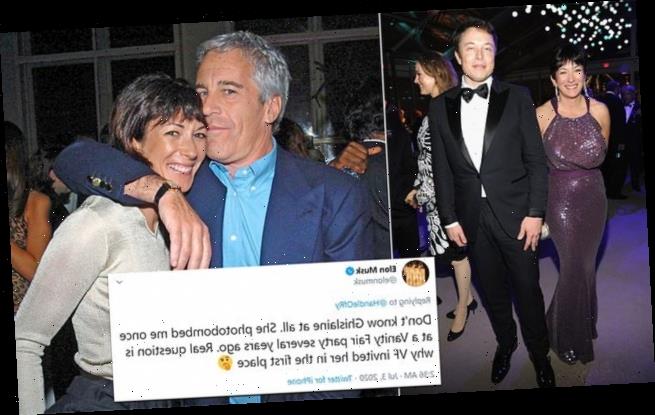 Elon Musk
@elonmusk
Replying to @HandleOfRy
Don't know Ghislaine at all. She photobombed me once
at a Vanity Fair party several years ago. Real question is
why VF invited her in the first place 🤔
2:36 AM · Jul 3, 2020 · Twitter for iPhone